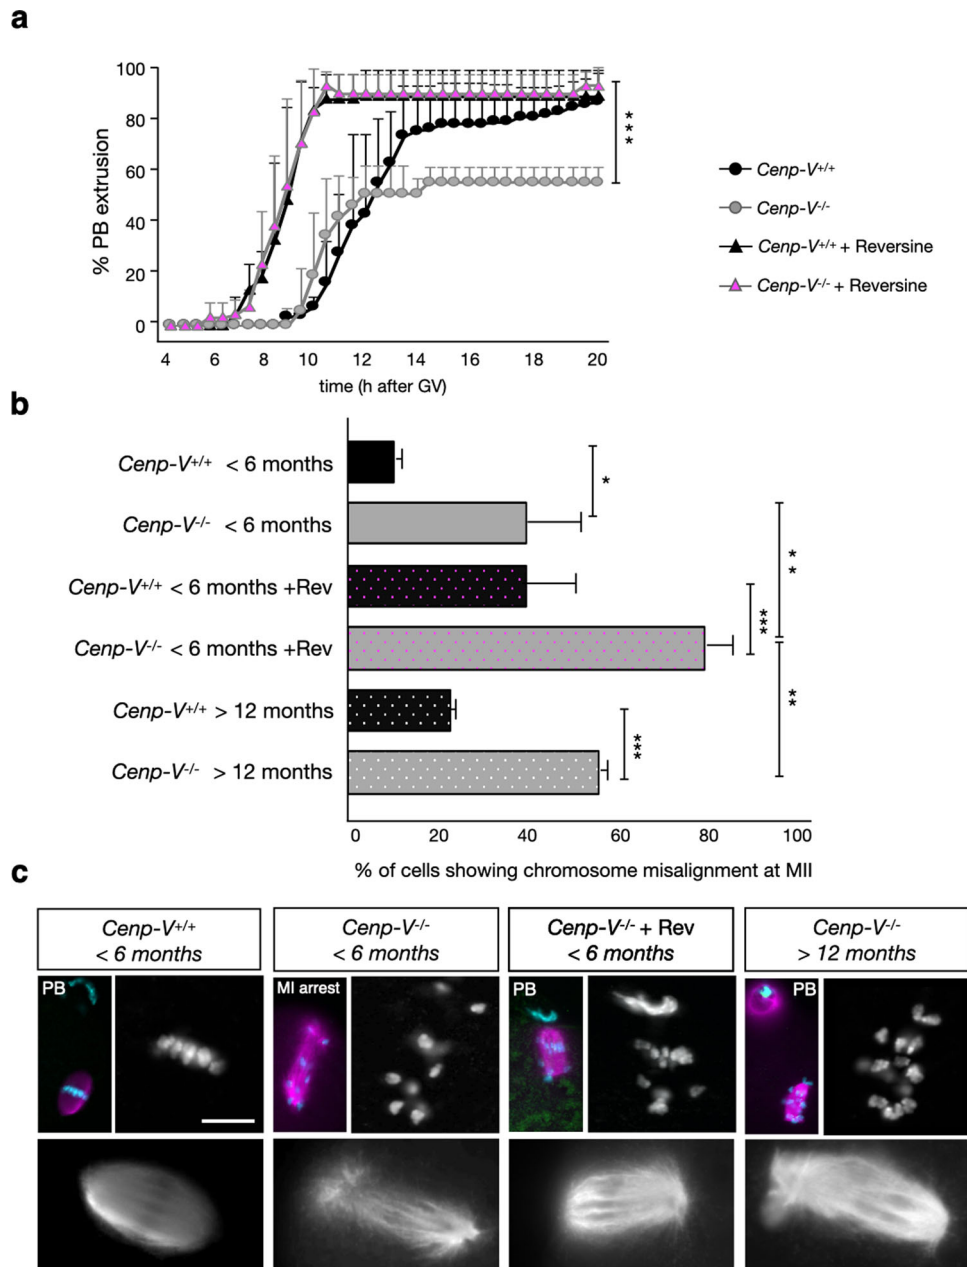 a
100
80
60
40
20
0
% PB extrusion
4 6 8 10 12 14 16 18 20
time (h after GV)
***
Cenp-V+/+
Cenp-V-/-
Cenp-V+/+ + Reversine
Cenp-V-/- + Reversine
b
Cenp-V+/+ < 6 months
Cenp-V-/- < 6 months
Cenp-V+/+ < 6 months +Rev
Cenp-V-/- < 6 months +Rev
Cenp-V+/+ > 12 months
Cenp-V-/- > 12 months
*
**
***
**
***
0 20 40 60 80 100
% of cells showing chromosome misalignment at MII
c
Cenp-V+/+
< 6 months
Cenp-V-/-
< 6 months
Cenp-V-/- + Rev
< 6 months
Cenp-V-/-
> 12 months
PB
MI arrest
PB
PB